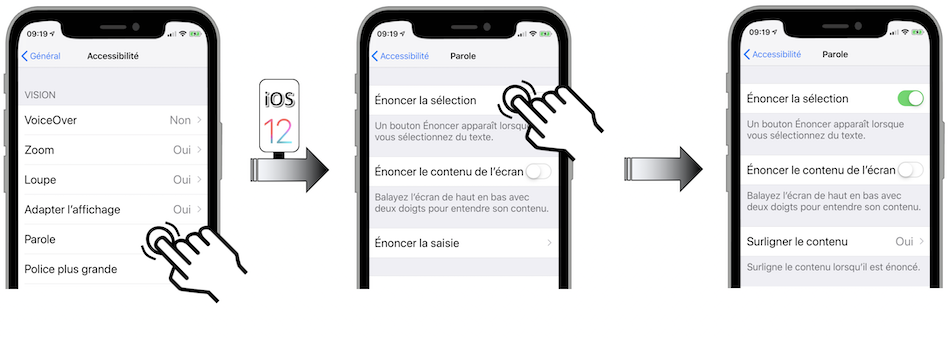 09:19
Général
Accessibilité
VISION
VoiceOver Non
Zoom Oui
Loupe Oui
Adapter l'affichage Oui
Parole
Police plus grande
iOS
12
09:19
Accessibilité
Parole
Énoncer la sélection
Un bouton Énoncer apparaît lorsque
vous sélectionnez du texte.
Énoncer le contenu de l'écran
Balayez l'écran de haut en bas avec
deux doigts pour entendre son contenu.
Énoncer la saisie
09:19
Accessibilité
Parole
Énoncer la sélection
Un bouton Énoncer apparaît lorsque
vous sélectionnez du texte.
Énoncer le contenu de l'écran
Balayez l'écran de haut en bas avec
deux doigts pour entendre son contenu.
Surligner le contenu Oui
Surligne le contenu lorsqu'il est énoncé.